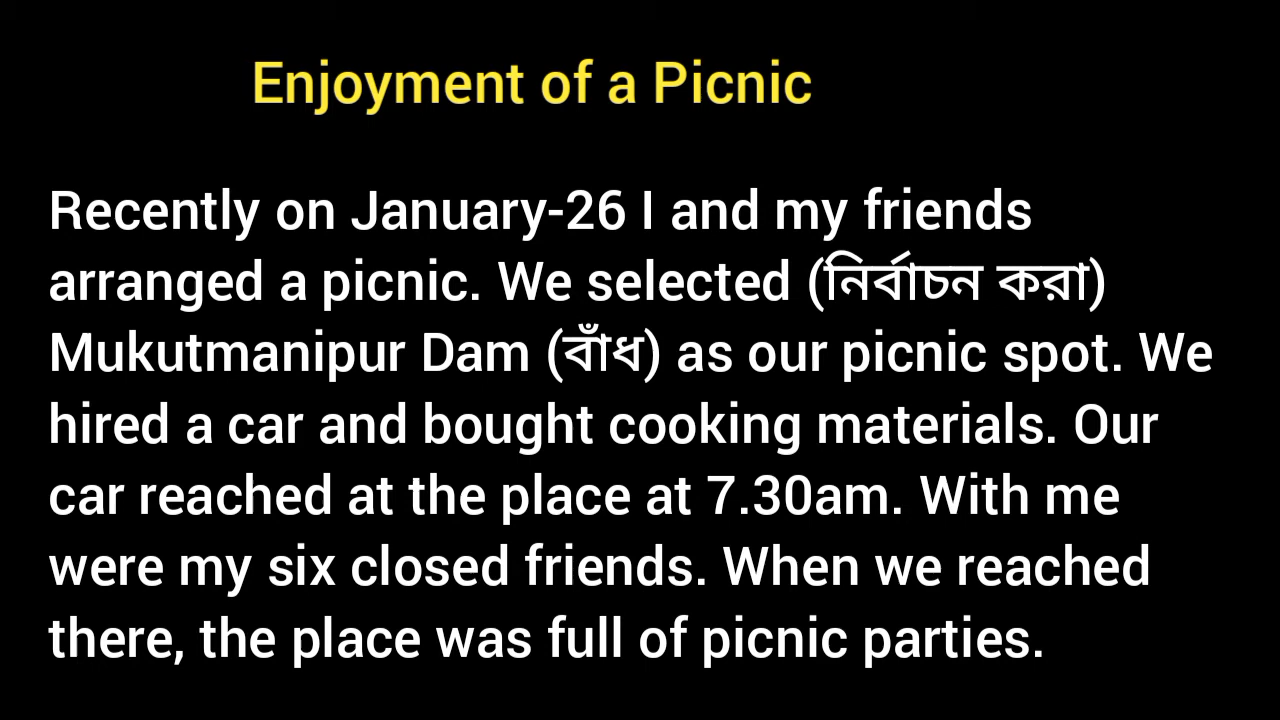 Enjoyment of a Picnic
Recently on January-26 I and my friends
arranged a picnic. We selected (নির্বাচন করা)
Mukutmanipur Dam (বাঁধ) as our picnic spot. We
hired a car and bought cooking materials. Our
car reached at the place at 7.30am. With me
were my six closed friends. When we reached
there, the place was full of picnic parties.